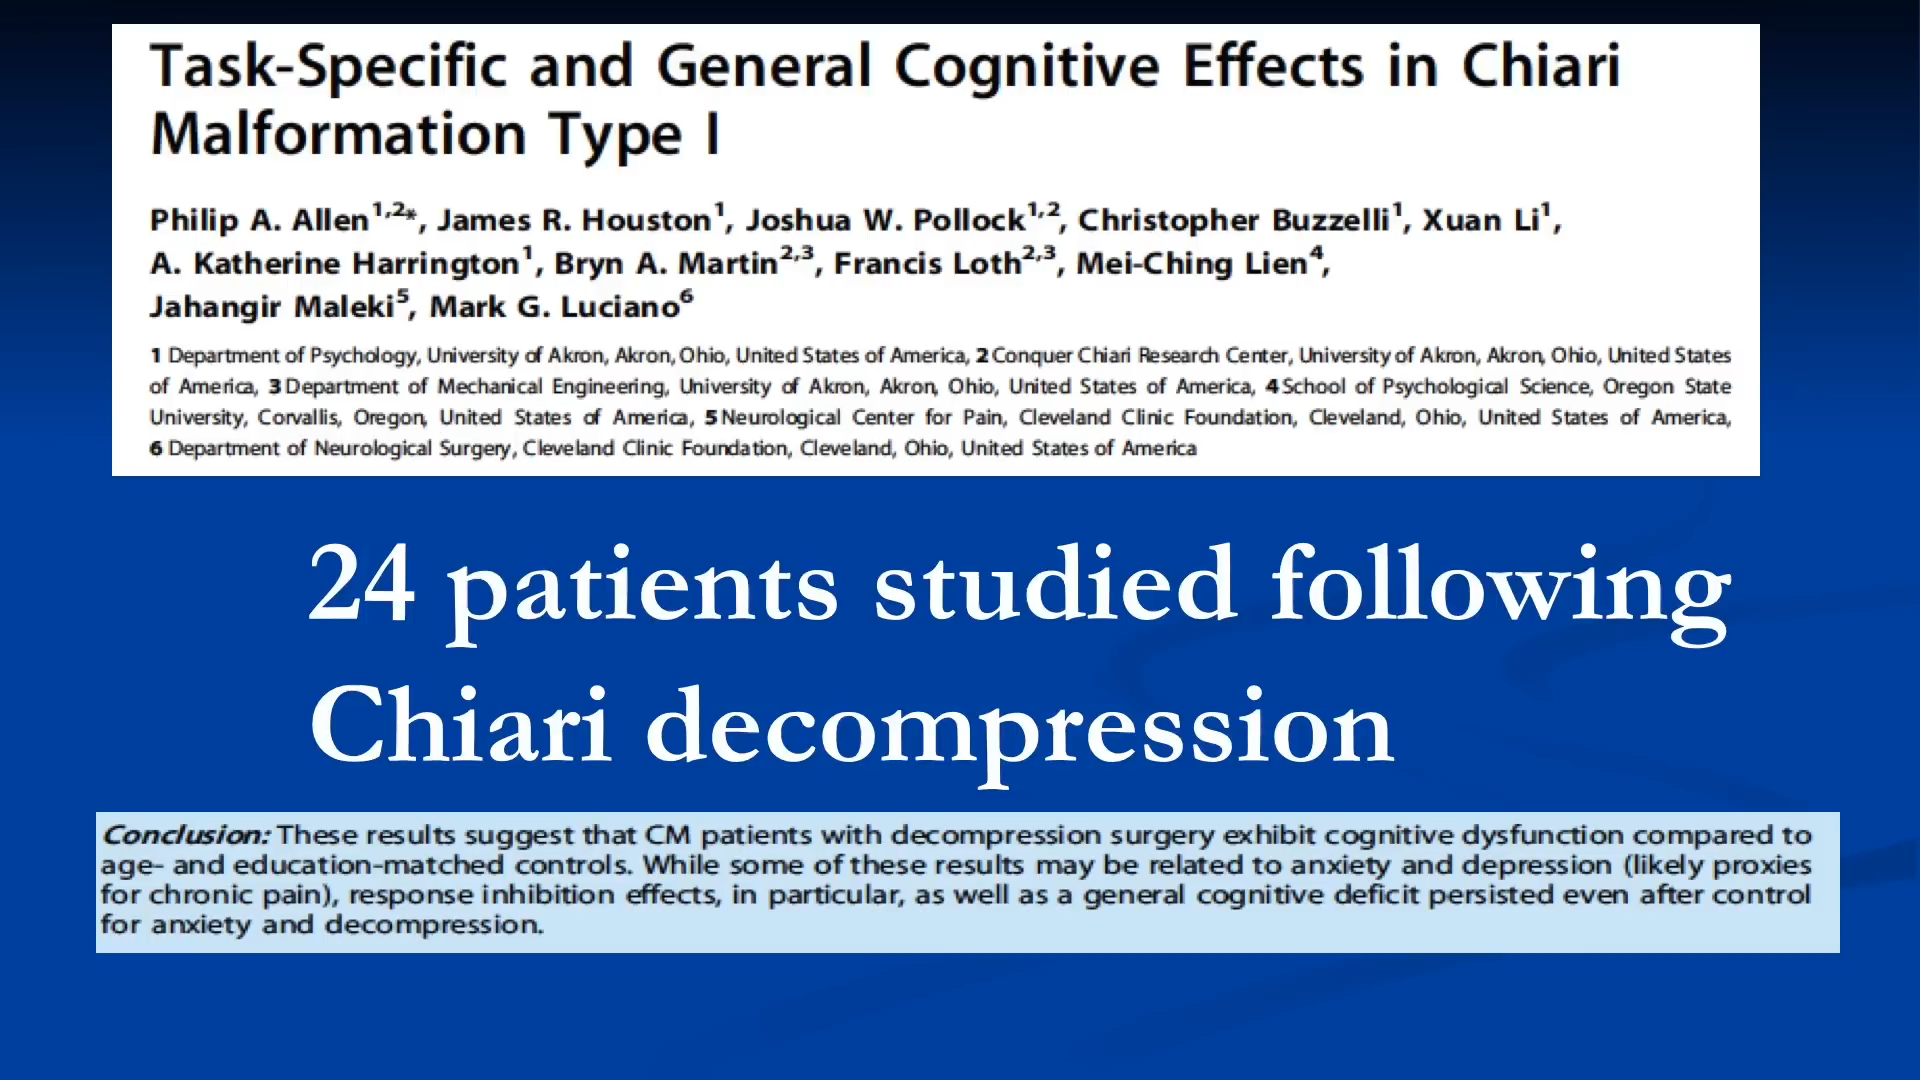 Task-Specific and General Cognitive Effects in Chiari
Malformation Type I
Philip A. Allen1,2*, James R. Houston1, Joshua W. Pollock1,2, Christopher Buzzelli1, Xuan Li1,
A. Katherine Harrington1, Bryn A. Martin2,3, Francis Loth2,3, Mei-Ching Lien4,
Jahangir Maleki5, Mark G. Luciano6
1 Department of Psychology, University of Akron, Akron, Ohio, United States of America, 2 Conquer Chiari Research Center, University of Akron, Akron, Ohio, United States
of America, 3 Department of Mechanical Engineering, University of Akron, Akron, Ohio, United States of America, 4 School of Psychological Science, Oregon State
University, Corvallis, Oregon, United States of America, 5 Neurological Center for Pain, Cleveland Clinic Foundation, Cleveland, Ohio, United States of America,
6 Department of Neurological Surgery, Cleveland Clinic Foundation, Cleveland, Ohio, United States of America
24 patients studied following
Chiari decompression
Conclusion: These results suggest that CM patients with decompression surgery exhibit cognitive dysfunction compared to
age- and education-matched controls. While some of these results may be related to anxiety and depression (likely proxies
for chronic pain), response inhibition effects, in particular, as well as a general cognitive deficit persisted even after control
for anxiety and decompression.